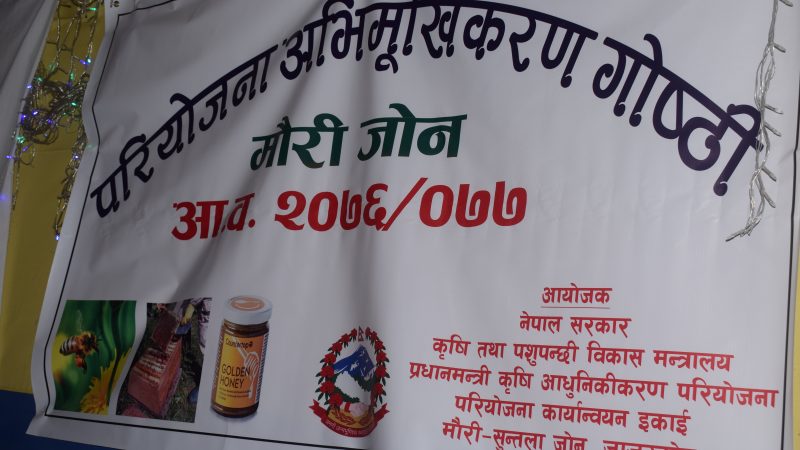 परियोजना अभिमूखिकरण गोष्ठी
मौरी जोन
आ.व. २०७६/०७७
GOLDEN
HONEY
आयोजक
नेपाल सरकार
कृषि तथा पशुपन्छी विकास मन्त्रालय
प्रधानमन्त्री कृषि आधुनिकीकरण परियोजना
परियोजना कार्यान्वयन इकाई
मौरी-सुन्तला जोन,